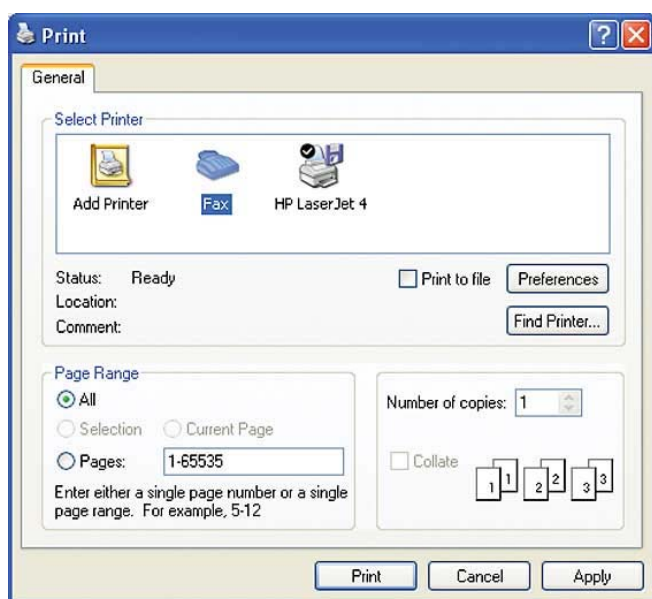 Print
General
Select Printer
Add Printer Fax HP LaserJet 4
Status: Ready
Print to file Preferences
Location:
Comment:
Find Printer...
Page Range
All
Selection Current Page
Pages: 1-65535
Enter either a single page number or a single
page range. For example, 5-12
Number of copies: 1
Collate
1 1 2 2 3 3
Print Cancel Apply